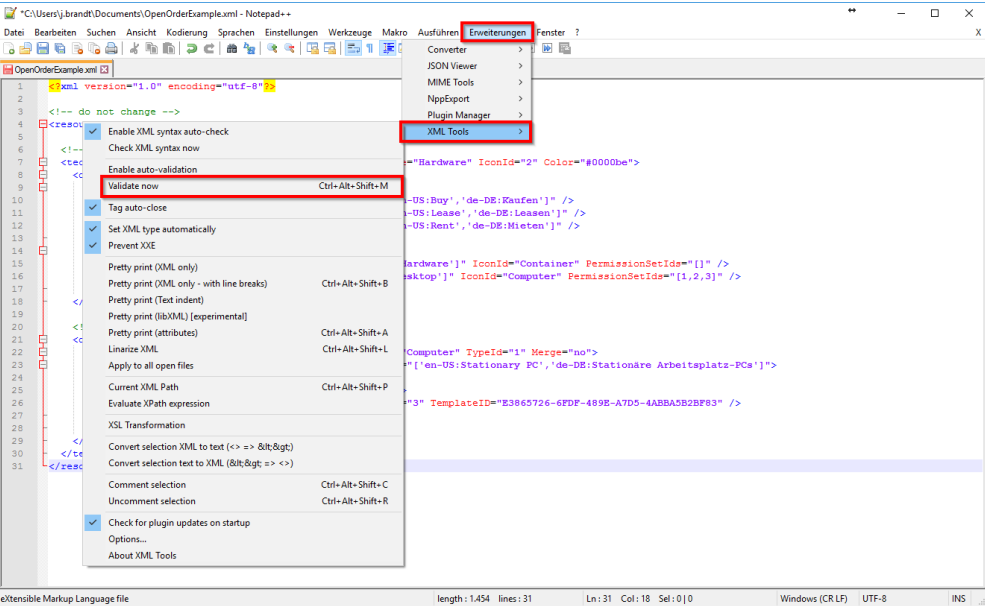 *C:\Users\j.brandt\Documents\OpenOrderExample.xml - Notepad++
Datei Bearbeiten Suchen Ansicht Kodierung Sprachen Einstellungen Werkzeuge Makro Ausführen Erweiterungen Fenster ? X
OpenOrderExample.xml
Converter
JSON Viewer
MIME Tools
NppExport
Plugin Manager
XML Tools
1 <?xml version="1.0" encoding="utf-8"?>
2
3 <!-- do not change -->
4 <resou
5
6 <!--
7 <tec ="Hardware" IconId="2" Color="#0000be">
8 <c
9
10 n-US:Buy','de-DE:Kaufen']" />
11 n-US:Lease','de-DE:Leasen']" />
12 n-US:Rent','de-DE:Mieten']" />
13
14
15 Hardware']" IconId="Container" PermissionSetIds="[]" />
16 esktop']" IconId="Computer" PermissionSetIds="[1,2,3]" />
17
18 </
19
20 <!
21 <c
22 Computer" TypeId="1" Merge="no">
23 ="['en-US:Stationary PC','de-DE:Stationäre Arbeitsplatz-PCs']">
24
25 >
26 ="3" TemplateID="E3865726-6FDF-489E-A7D5-4ABBA5B2BF83" />
27
28
29 </
30 </te
31 </reso
Enable XML syntax auto-check
Check XML syntax now
Enable auto-validation
Validate now Ctrl+Alt+Shift+M
Tag auto-close
Set XML type automatically
Prevent XXE
Pretty print (XML only)
Pretty print (XML only - with line breaks) Ctrl+Alt+Shift+B
Pretty print (Text indent)
Pretty print (libXML) [experimental]
Pretty print (attributes) Ctrl+Alt+Shift+A
Linarize XML Ctrl+Alt+Shift+L
Apply to all open files
Current XML Path Ctrl+Alt+Shift+P
Evaluate XPath expression
XSL Transformation
Convert selection XML to text (<> => &lt;&gt;)
Convert selection text to XML (&lt;&gt; => <>)
Comment selection Ctrl+Alt+Shift+C
Uncomment selection Ctrl+Alt+Shift+R
Check for plugin updates on startup
Options...
About XML Tools
eXtensible Markup Language file length : 1.454 lines : 31 Ln : 31 Col : 18 Sel : 0 | 0 Windows (CR LF) UTF-8 INS